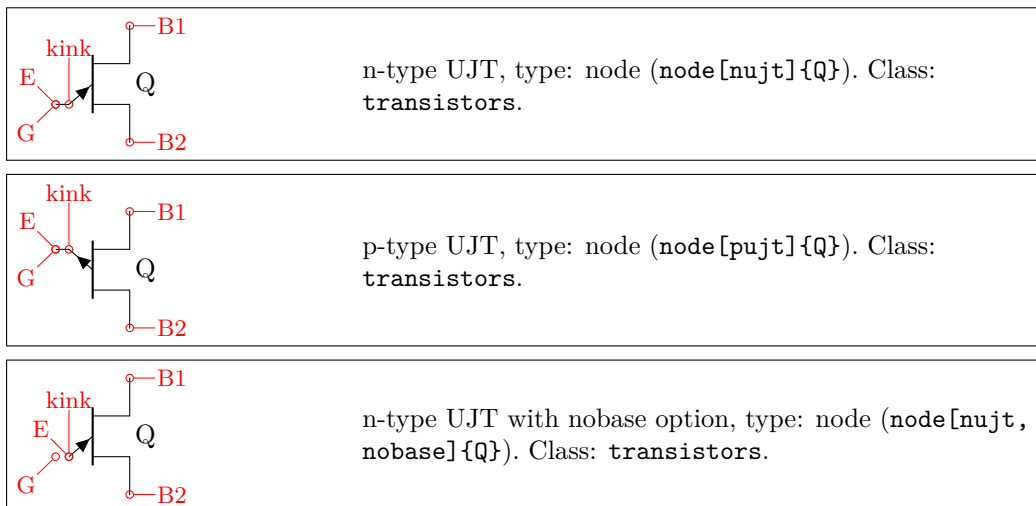 B1
kink
E
Q
G
B2
n-type UJT, type: node (node[nujt]{Q}). Class:
transistors.
kink
E
B1
G
Q
B2
p-type UJT, type: node (node[pujt]{Q}). Class:
transistors.
B1
kink
E
Q
G
B2
n-type UJT with nobase option, type: node (node[nujt,
nobase]{Q}). Class: transistors.